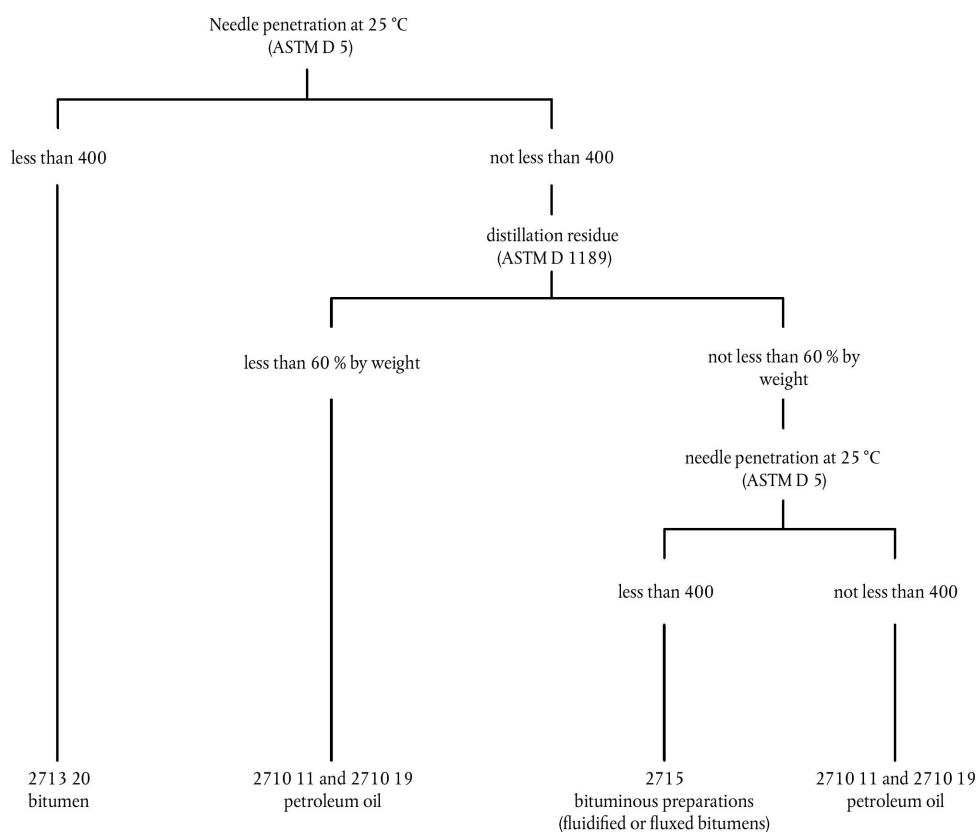 Needle penetration at 25 °C
(ASTM D 5)
less than 400
not less than 400
distillation residue
(ASTM D 1189)
less than 60 % by weight
not less than 60 % by
weight
needle penetration at 25 °C
(ASTM D 5)
less than 400
not less than 400
2713 20
bitumen
2710 11 and 2710 19
petroleum oil
2715
bituminous preparations
(fluidified or fluxed bitumens)
2710 11 and 2710 19
petroleum oil